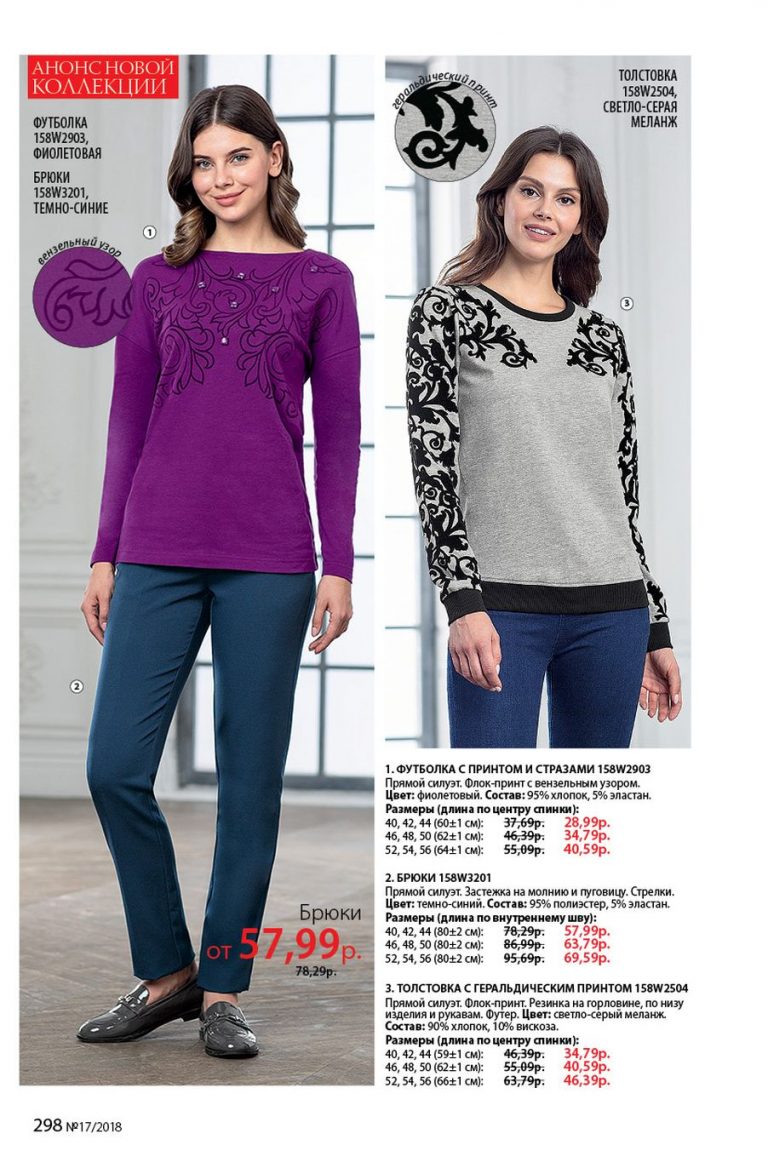 АНОНС НОВОЙ
КОЛЛЕКЦИИ
ФУТБОЛКА
158W2903,
ФИОЛЕТОВАЯ
БРЮКИ
158W3201,
ТЕМНО-СИНИЕ
1
вензельный узор
2
Брюки
от 57,99р.
78,29р.
геральдический принт
ТОЛСТОВКА
158W2504,
СВЕТЛО-СЕРАЯ
МЕЛАНЖ
3
1. ФУТБОЛКА С ПРИНТОМ И СТРАЗАМИ 158W2903
Прямой силуэт. Флок-принт с вензельным узором.
Цвет: фиолетовый. Состав: 95% хлопок, 5% эластан.
Размеры (длина по центру спинки):
40, 42, 44 (60±1 см): 37,69р. 28,99р.
46, 48, 50 (62±1 см): 46,39р. 34,79р.
52, 54, 56 (64±1 см): 55,09р. 40,59р.
2. БРЮКИ 158W3201
Прямой силуэт. Застежка на молнию и пуговицу. Стрелки.
Цвет: темно-синий. Состав: 95% полиэстер, 5% эластан.
Размеры (длина по внутреннему шву):
40, 42, 44 (80±2 см): 78,29р. 57,99р.
46, 48, 50 (80±2 см): 86,99р. 63,79р.
52, 54, 56 (80±2 см): 95,69р. 69,59р.
3. ТОЛСТОВКА С ГЕРАЛЬДИЧЕСКИМ ПРИНТОМ 158W2504
Прямой силуэт. Флок-принт. Резинка на горловине, по низу
изделия и рукавам. Футер. Цвет: светло-серый меланж.
Состав: 90% хлопок, 10% вискоза.
Размеры (длина по центру спинки):
40, 42, 44 (59±1 см): 46,39р. 34,79р.
46, 48, 50 (62±1 см): 55,09р. 40,59р.
52, 54, 56 (66±1 см): 63,79р. 46,39р.
298 №17/2018